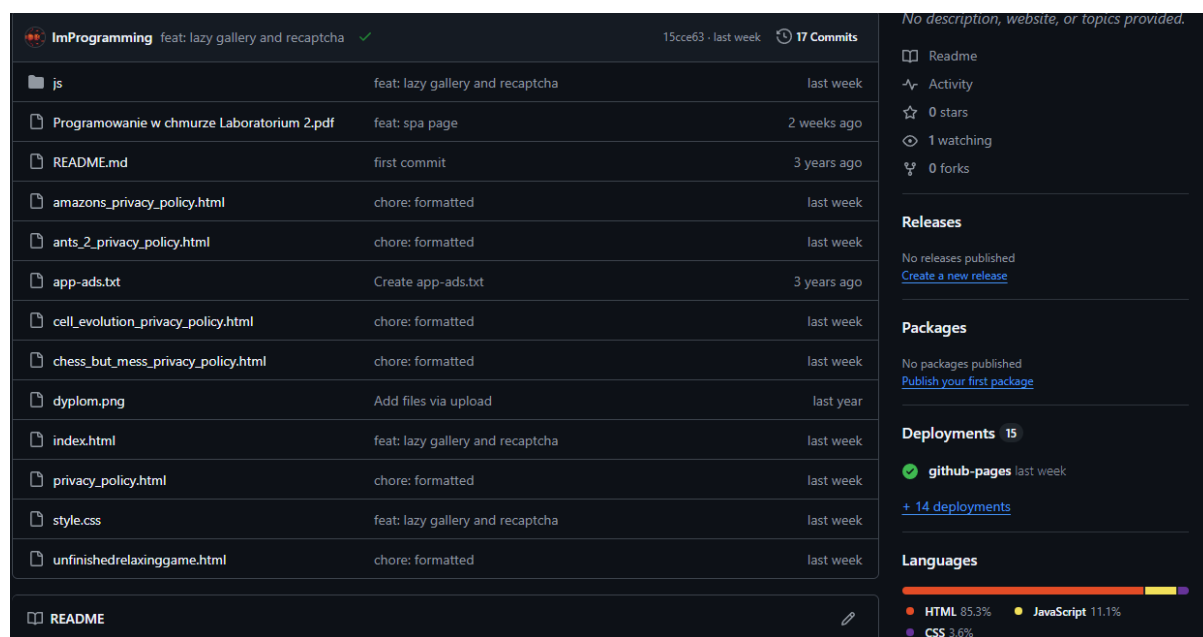 ImProgramming feat: lazy gallery and recaptcha 15cce63 · last week 17 Commits
js feat: lazy gallery and recaptcha last week
Programowanie w chmurze Laboratorium 2.pdf feat: spa page 2 weeks ago
README.md first commit 3 years ago
amazons_privacy_policy.html chore: formatted last week
ants_2_privacy_policy.html chore: formatted last week
app-ads.txt Create app-ads.txt 3 years ago
cell_evolution_privacy_policy.html chore: formatted last week
chess_but_mess_privacy_policy.html chore: formatted last week
dyplom.png Add files via upload last year
index.html feat: lazy gallery and recaptcha last week
privacy_policy.html chore: formatted last week
style.css feat: lazy gallery and recaptcha last week
unfinishedrelaxinggame.html chore: formatted last week
README
No description, website, or topics provided.
Readme
Activity
0 stars
1 watching
0 forks
Releases
No releases published
Create a new release
Packages
No packages published
Publish your first package
Deployments 15
github-pages last week
+ 14 deployments
Languages
HTML 85.3% JavaScript 11.1%
CSS 3.6%